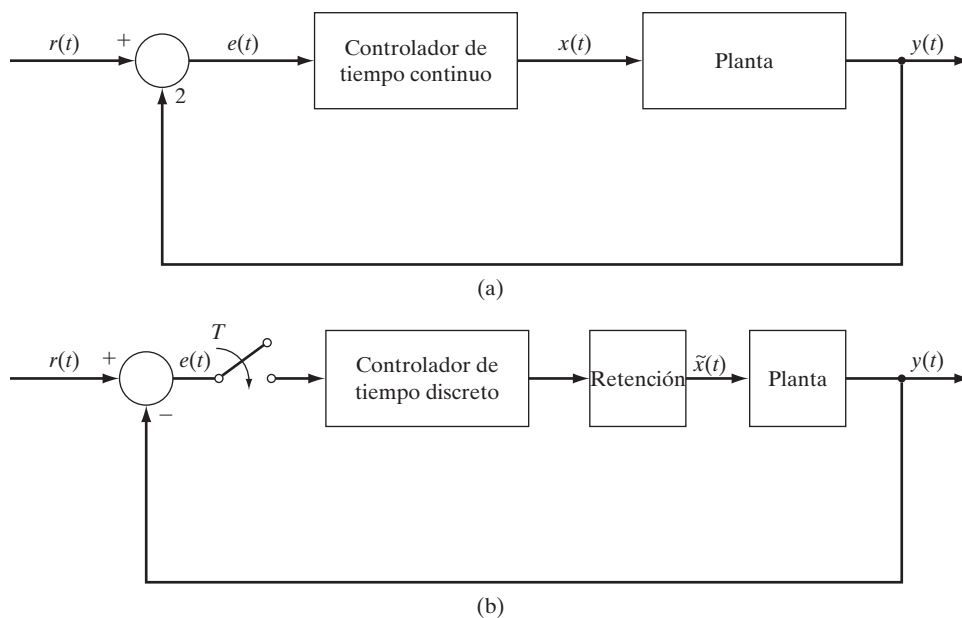 r(t)
+
e(t)
Controlador de
tiempo continuo
x(t)
Planta
y(t)
2
(a)
r(t)
+
e(t)
T
Controlador de
tiempo discreto
Retención
x̃(t)
Planta
y(t)
−
(b)